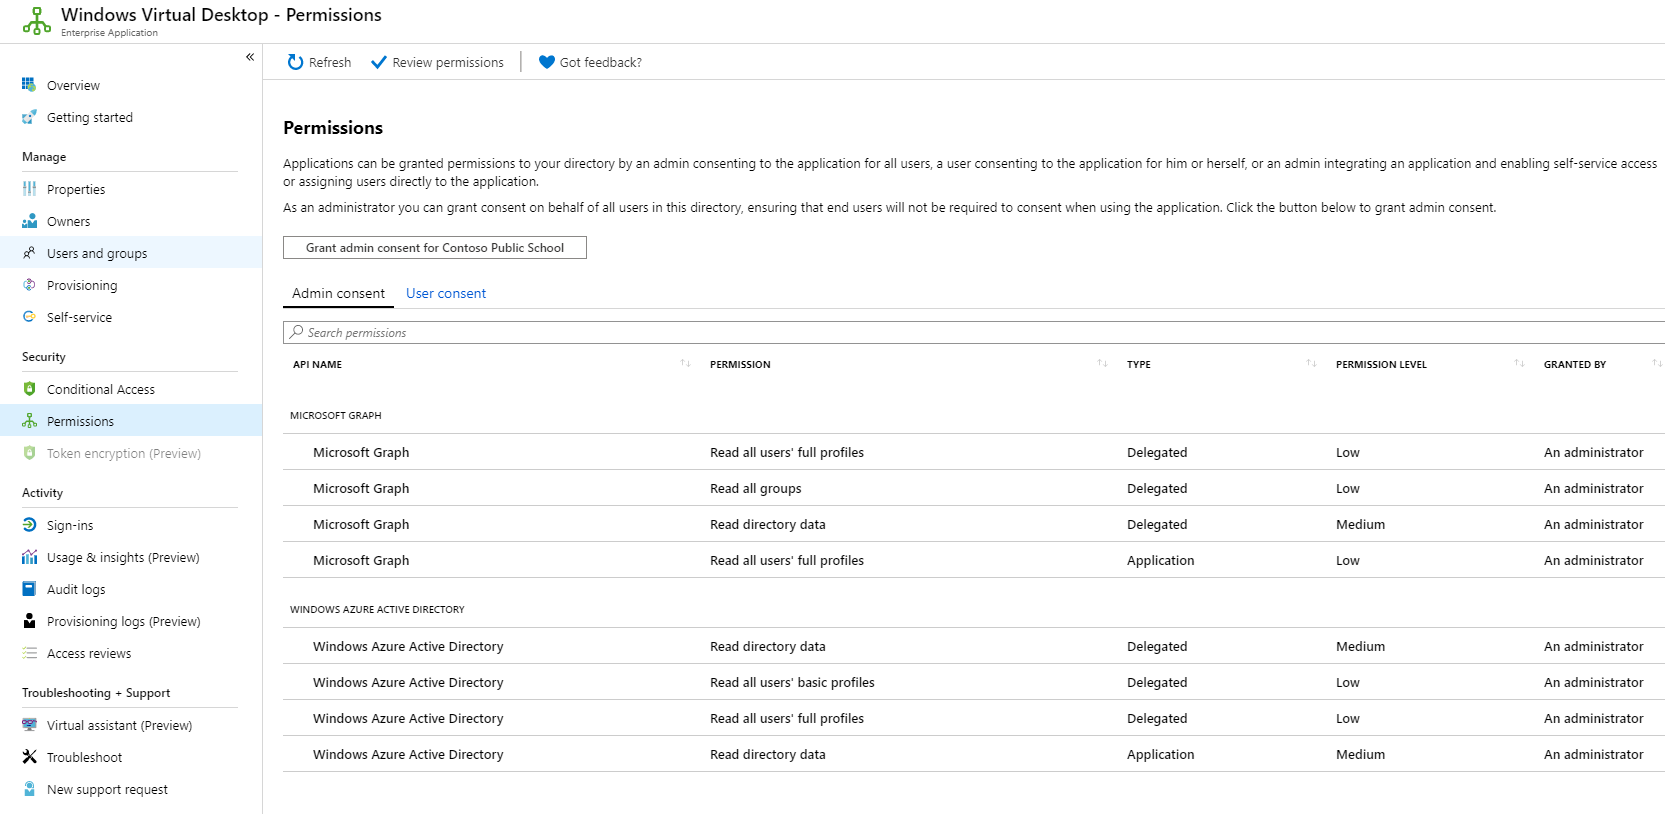 Windows Virtual Desktop - Permissions
Enterprise Application
«
Refresh
Review permissions
Got feedback?
Overview
Getting started
Manage
Properties
Owners
Users and groups
Provisioning
Self-service
Security
Conditional Access
Permissions
Token encryption (Preview)
Activity
Sign-ins
Usage & insights (Preview)
Audit logs
Provisioning logs (Preview)
Access reviews
Troubleshooting + Support
Virtual assistant (Preview)
Troubleshoot
New support request
Permissions
Applications can be granted permissions to your directory by an admin consenting to the application for all users, a user consenting to the application for him or herself, or an admin integrating an application and enabling self-service access
or assigning users directly to the application.
As an administrator you can grant consent on behalf of all users in this directory, ensuring that end users will not be required to consent when using the application. Click the button below to grant admin consent.
Grant admin consent for Contoso Public School
Admin consent User consent
Search permissions
API NAME PERMISSION TYPE PERMISSION LEVEL GRANTED BY
MICROSOFT GRAPH
Microsoft Graph Read all users' full profiles Delegated Low An administrator
Microsoft Graph Read all groups Delegated Low An administrator
Microsoft Graph Read directory data Delegated Medium An administrator
Microsoft Graph Read all users' full profiles Application Low An administrator
WINDOWS AZURE ACTIVE DIRECTORY
Windows Azure Active Directory Read directory data Delegated Medium An administrator
Windows Azure Active Directory Read all users' basic profiles Delegated Low An administrator
Windows Azure Active Directory Read all users' full profiles Delegated Low An administrator
Windows Azure Active Directory Read directory data Application Medium An administrator